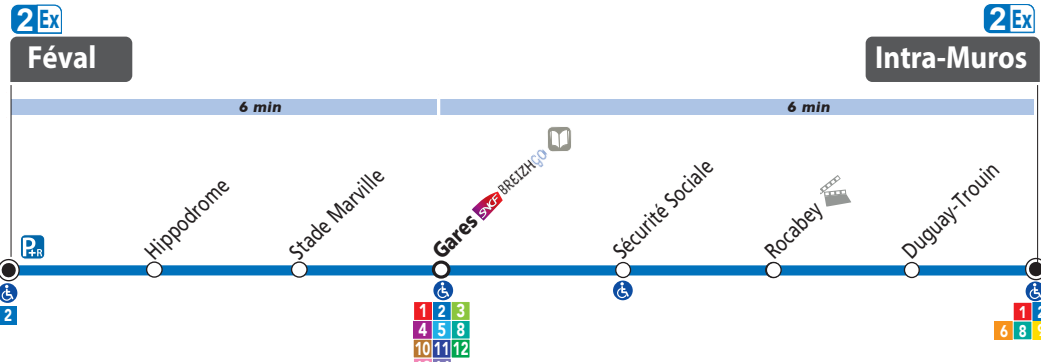 2 Ex
2 Ex
Féval
Intra-Muros
6 min
6 min
P+R
Hippodrome
Stade Marville
Gares SNCF BREIZHGO
Sécurité Sociale
Rocabey
Duguay-Trouin
2
1 2 3
4 5 8
10 11 12
1 2
6 8 9